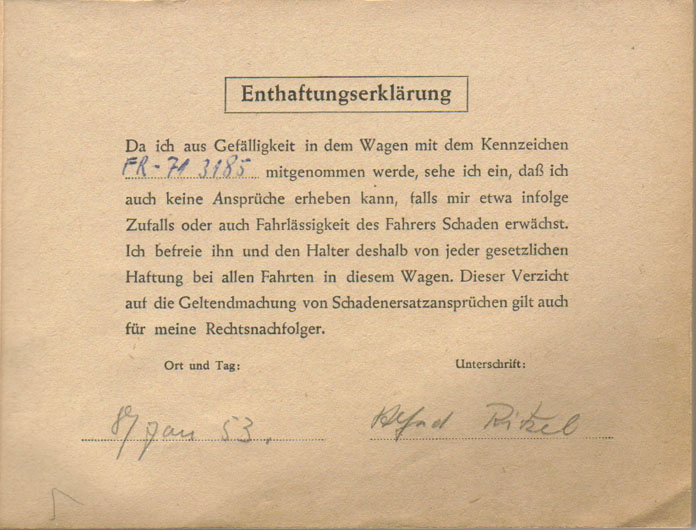 Enthaftungserklärung
Da ich aus Gefälligkeit in dem Wagen mit dem Kennzeichen
FR-71 3185 mitgenommen werde, sehe ich ein, daß ich
auch keine Ansprüche erheben kann, falls mir etwa infolge
Zufalls oder auch Fahrlässigkeit des Fahrers Schaden erwächst.
Ich befreie ihn und den Halter deshalb von jeder gesetzlichen
Haftung bei allen Fahrten in diesem Wagen. Dieser Verzicht
auf die Geltendmachung von Schadenersatzansprüchen gilt auch
für meine Rechtsnachfolger.
Ort und Tag: Unterschrift:
8/ Jan 53. Alfred Ritzel